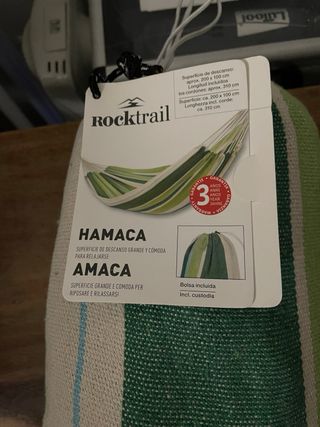 Rocktrail
Superficie de descanso:
aprox. 200 x 100 cm
Longitud incluidos
los cordones: aprox. 310 cm
Superficie: ca. 200 x 100 cm
Lunghezza incl. corde:
ca. 310 cm
3
HAMACA
SUPERFICIE DE DESCANSO GRANDE Y CÓMODA
PARA RELAJARSE
AMACA
SUPERFICIE GRANDE E COMODA PER
RIPOSARE E RILASSARSI
Bolsa incluida
Incl. custodia